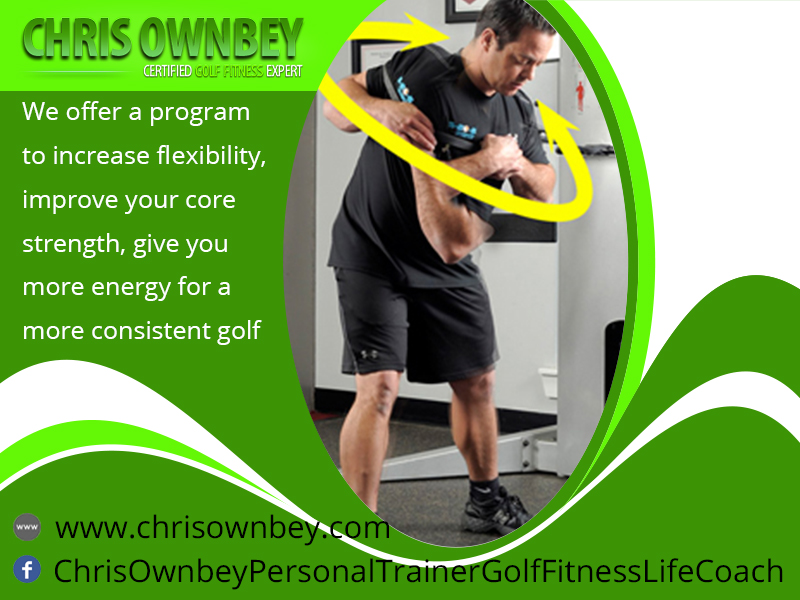 CHRIS OWNBEY
CERTIFIED GOLF FITNESS EXPERT
We offer a program
to increase flexibility,
improve your core
strength, give you
more energy for a
more consistent golf
www
www.chrisownbey.com
f
ChrisOwnbeyPersonalTrainerGolfFitnessLifeCoach